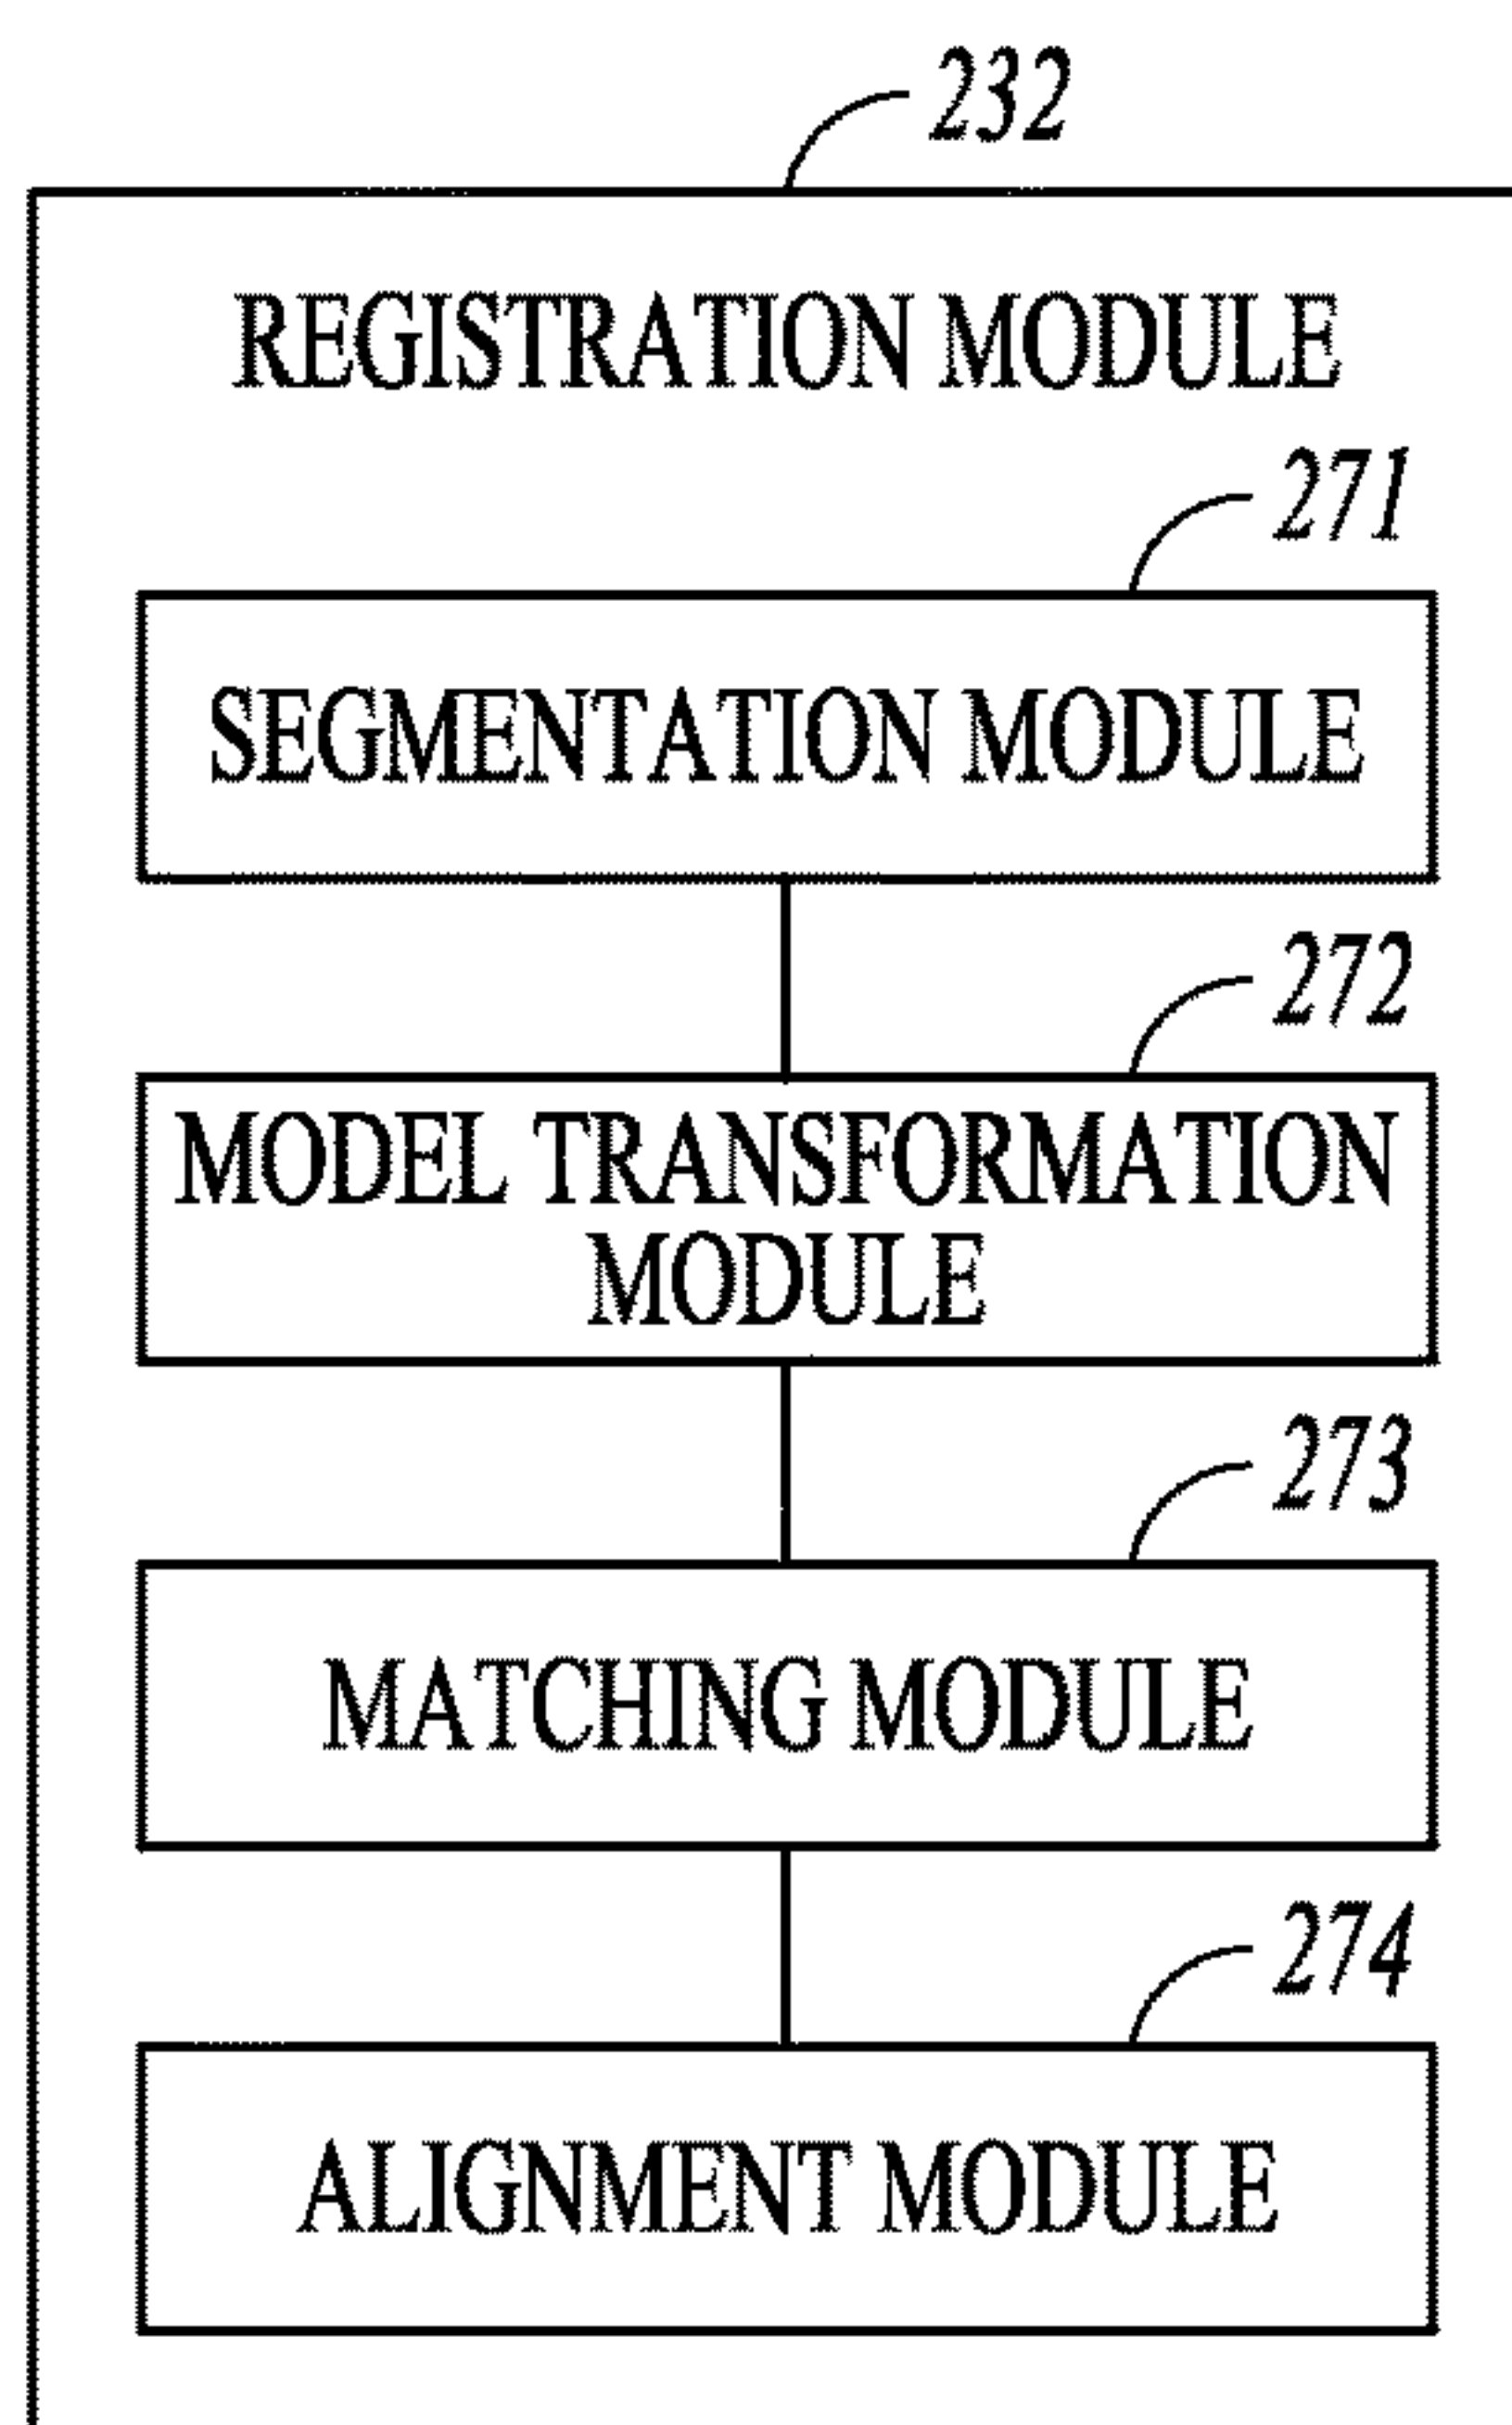 232
REGISTRATION MODULE
271
SEGMENTATION MODULE
272
MODEL TRANSFORMATION
MODULE
273
MATCHING MODULE
274
ALIGNMENT MODULE